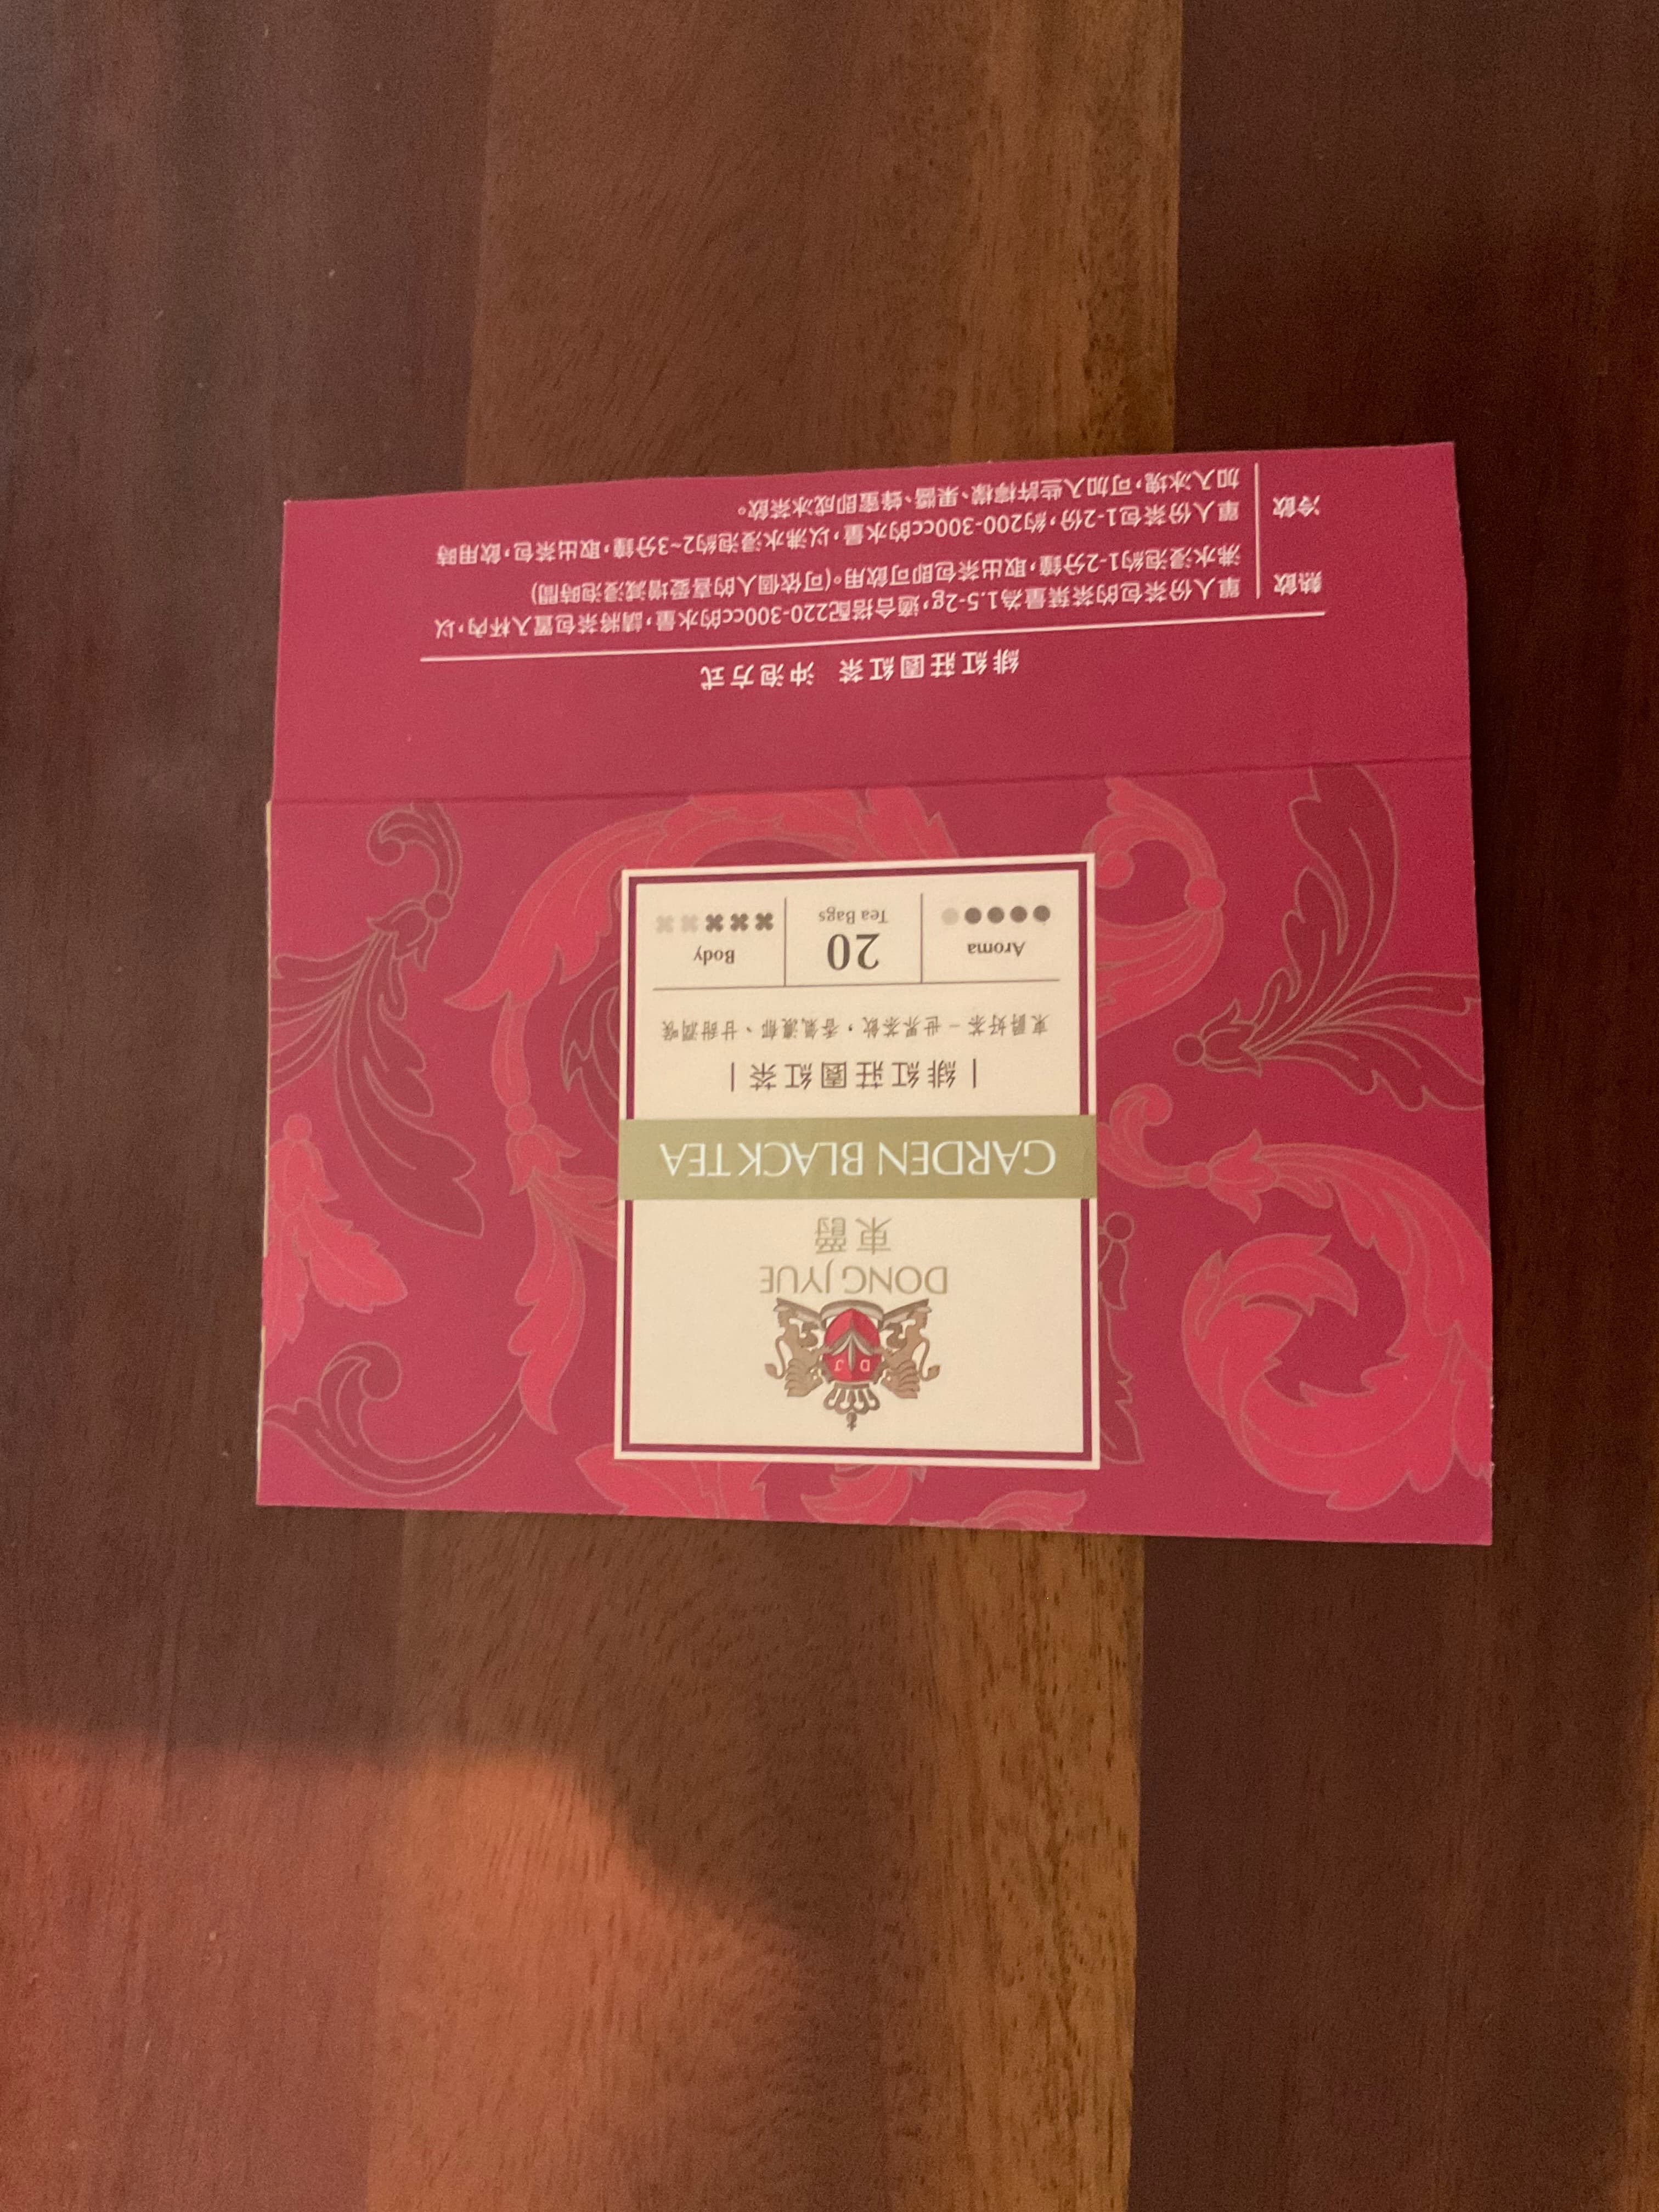 D J
DONG JYUE
東爵
GARDEN BLACK TEA
|緋紅莊園紅茶|
東爵好茶–世界茶飲,香氣濃郁、甘甜潤喉
Aroma
20
Tea Bags
Body
緋紅莊園紅茶 沖泡方式
熱飲
單人份茶包的茶葉量為1.5-2g,適合搭配220-300cc的水量,請將茶包置入杯內,以
沸水浸泡約1-2分鐘,取出茶包即可飲用。(可依個人的喜愛增減浸泡時間)
冷飲
單人份茶包1-2份,約200-300cc的水量,以沸水浸泡約2~3分鐘,取出茶包,飲用時
加入冰塊,可加入些許檸檬、果醬、蜂蜜即成冰茶飲。